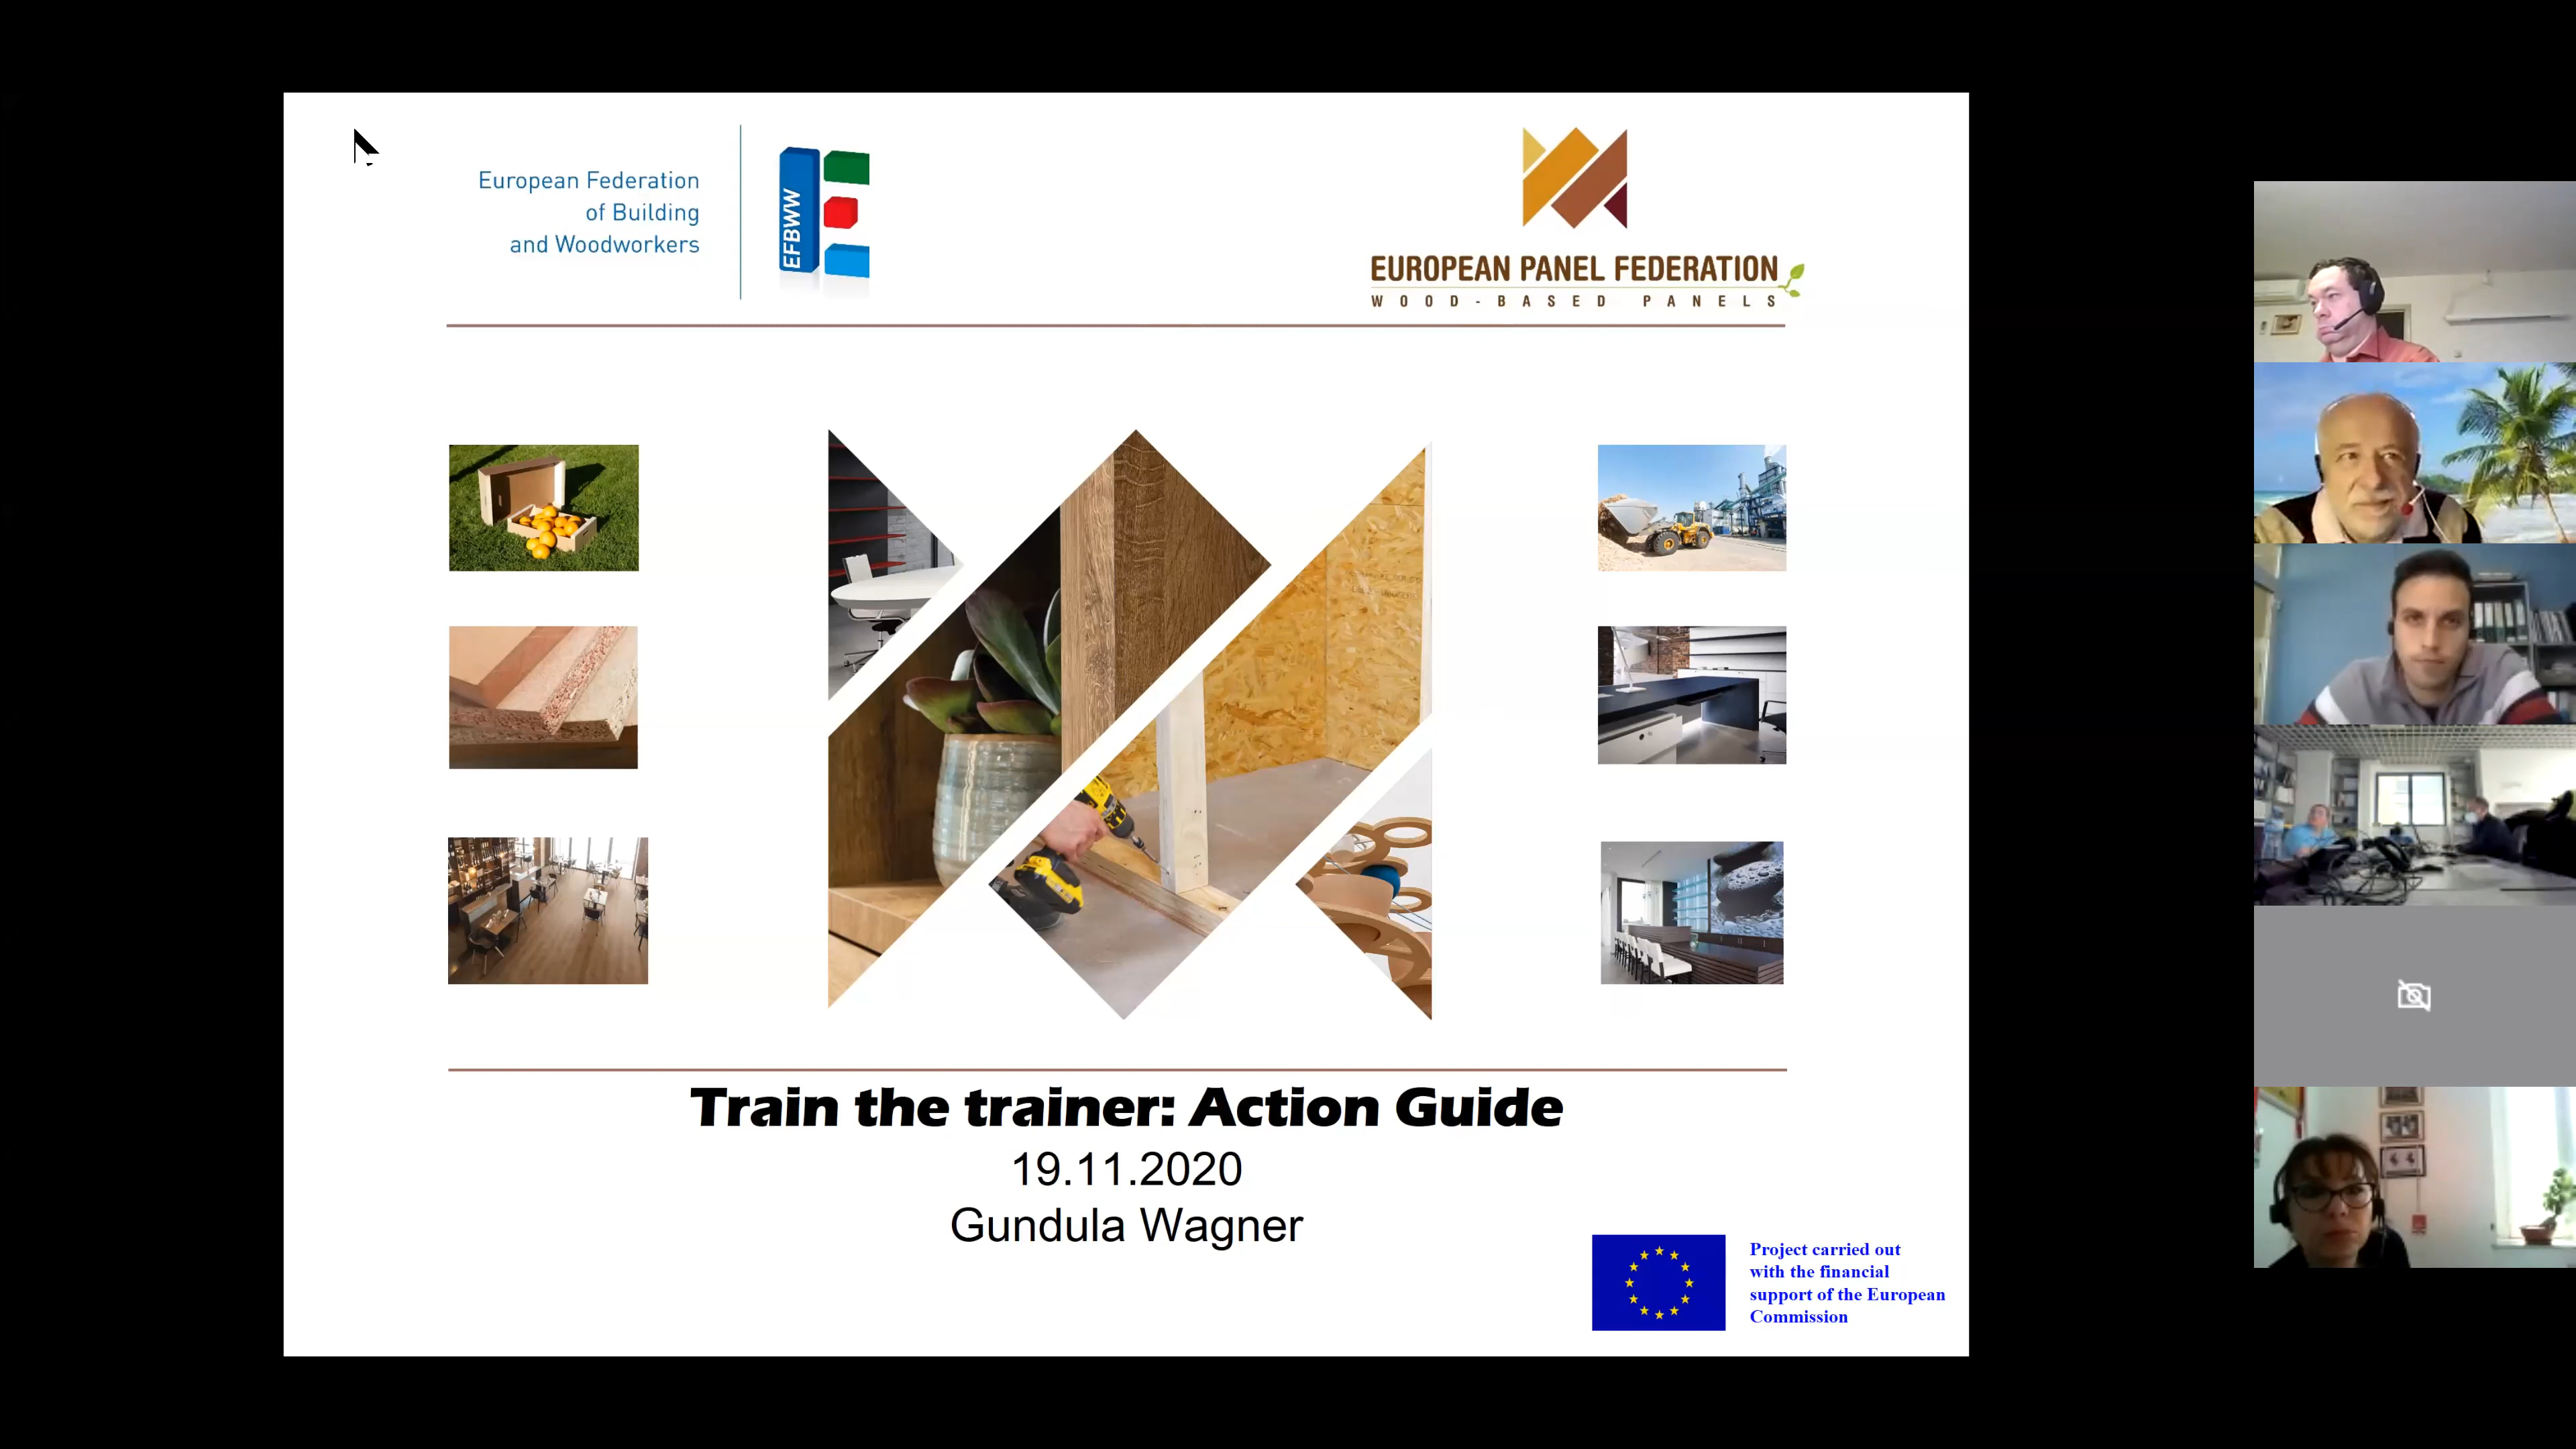 European Federation
of Building
and Woodworkers
EFBWW
EUROPEAN PANEL FEDERATION
WOOD-BASED PANELS
Train the trainer: Action Guide
19.11.2020
Gundula Wagner
Project carried out
with the financial
support of the European
Commission